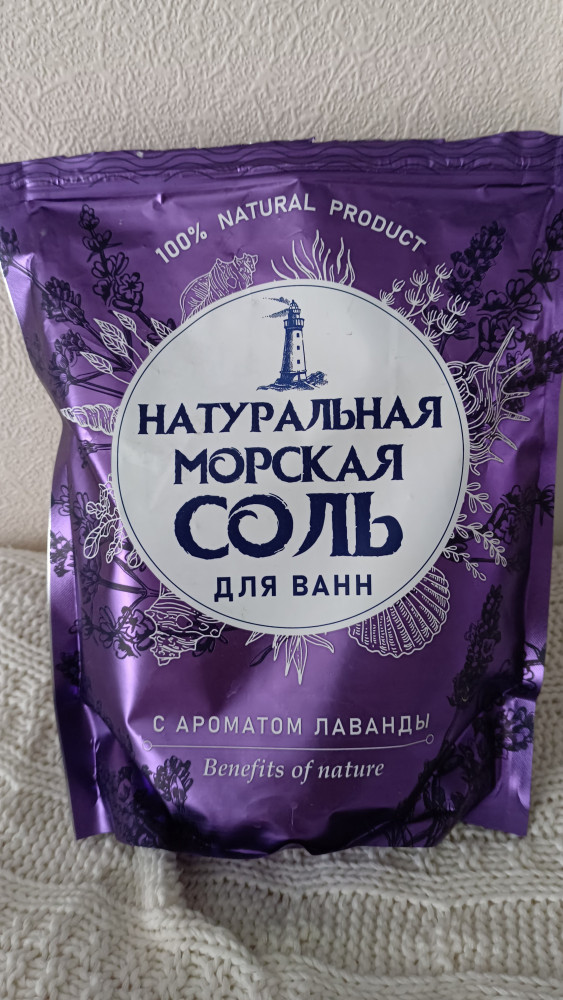 100% NATURAL PRODUCT
НАТУРАЛЬНАЯ
МОРСКАЯ
СОЛЬ
ДЛЯ ВАНН
С АРОМАТОМ ЛАВАНДЫ
Benefits of nature